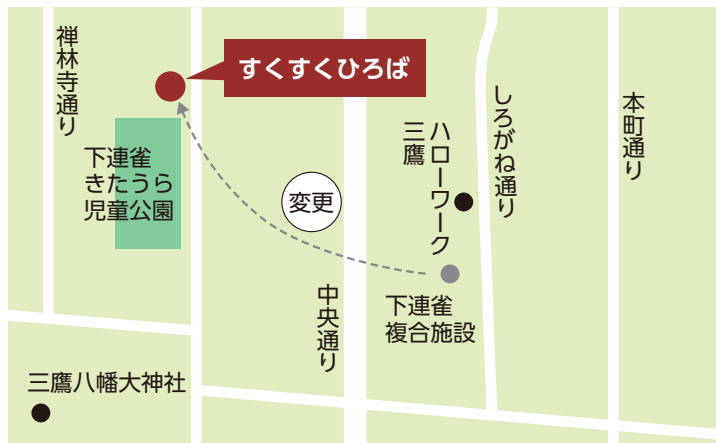 禅林寺通り
すくすくひろば
下連雀
きたうら
児童公園
変更
三鷹
ハローワーク
しろがね通り
本町通り
中央通り
下連雀
複合施設
三鷹八幡大神社